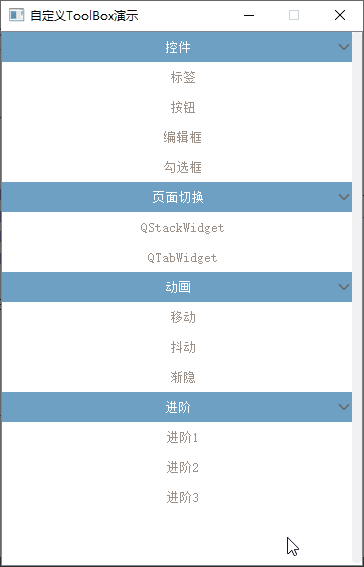 自定义ToolBox演示
控件
标签
按钮
编辑框
勾选框
页面切换
QStackWidget
QTabWidget
动画
移动
抖动
渐隐
进阶
进阶1
进阶2
进阶3